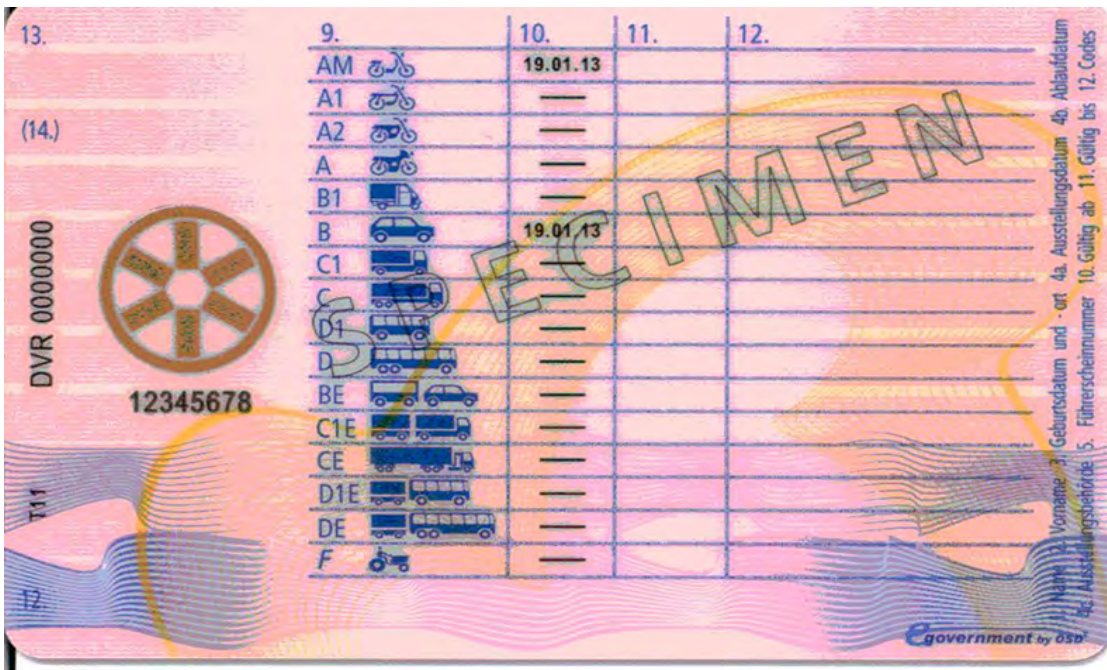 13.
(14.)
DVR 0000000
12345678
T11
12.
9. 10. 11. 12.
AM 19.01.13
A1 —
A2 —
A —
B1 —
B 19.01.13
C1 —
C —
D1 —
D —
BE —
C1E —
CE —
D1E —
DE —
F —
SPECIMEN
1. Name 2. Vorname 3. Geburtsdatum und - ort 4a. Ausstellungsdatum 4b. Ablaufdatum
4c. Ausstellungsbehörde 5. Führerscheinnummer 10. Gültig ab 11. Gültig bis 12. Codes
egovernment by OSD